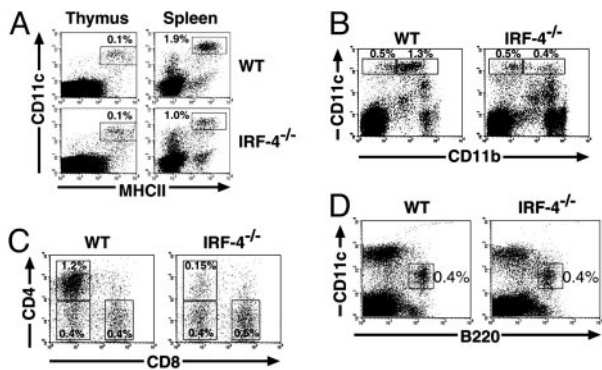 A
Thymus Spleen
0.1% 1.9%
WT
0.1% 1.0%
IRF-4-/-
CD11c
MHCII
B
WT IRF-4-/-
0.5% 1.3% 0.5% 0.4%
CD11c
CD11b
C
WT IRF-4-/-
1.2% 0.15%
0.4% 0.4% 0.4% 0.5%
CD4
CD8
D
WT IRF-4-/-
0.4% 0.4%
CD11c
B220